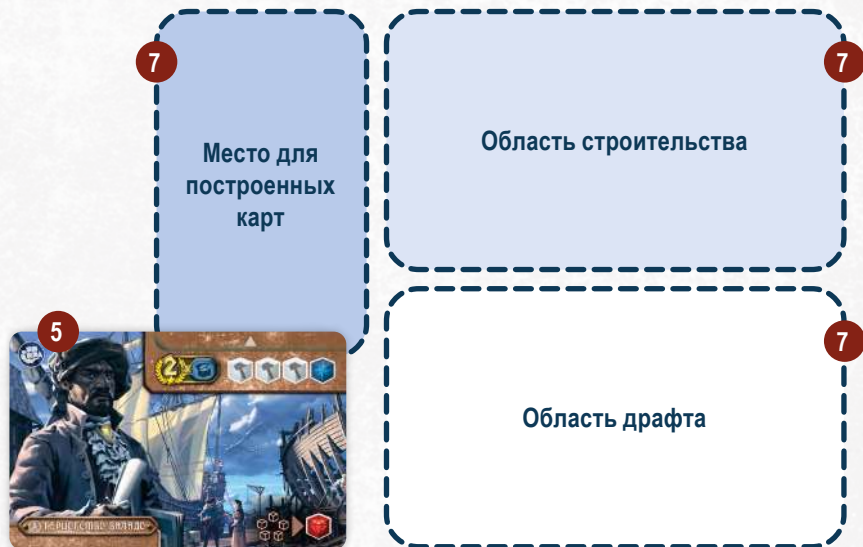 7
7
Место для
построенных
карт
Область строительства
5
2
7
Область драфта